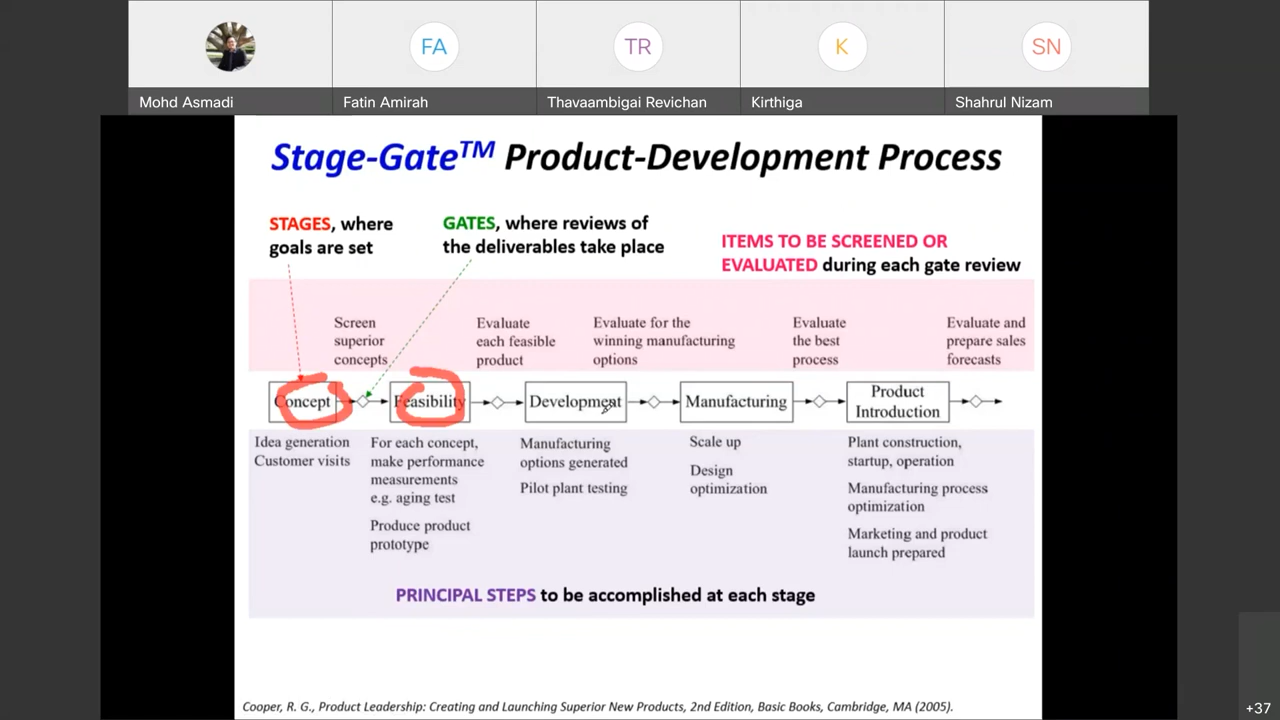 FA
TR
K
SN
Mohd Asmadi
Fatin Amirah
Thavaambigai Revichan
Kirthiga
Shahrul Nizam
Stage-Gate™ Product-Development Process
STAGES, where
goals are set
GATES, where reviews of
the deliverables take place
ITEMS TO BE SCREENED OR
EVALUATED during each gate review
Screen
superior
concepts
Evaluate
each feasible
product
Evaluate for the
winning manufacturing
options
Evaluate
the best
process
Evaluate and
prepare sales
forecasts
Concept
Feasibility
Development
Manufacturing
Product
Introduction
Idea generation
Customer visits
For each concept,
make performance
measurements
e.g. aging test
Produce product
prototype
Manufacturing
options generated
Pilot plant testing
Scale up
Design
optimization
Plant construction,
startup, operation
Manufacturing process
optimization
Marketing and product
launch prepared
PRINCIPAL STEPS to be accomplished at each stage
Cooper, R. G., Product Leadership: Creating and Launching Superior New Products, 2nd Edition, Basic Books, Cambridge, MA (2005).
+37